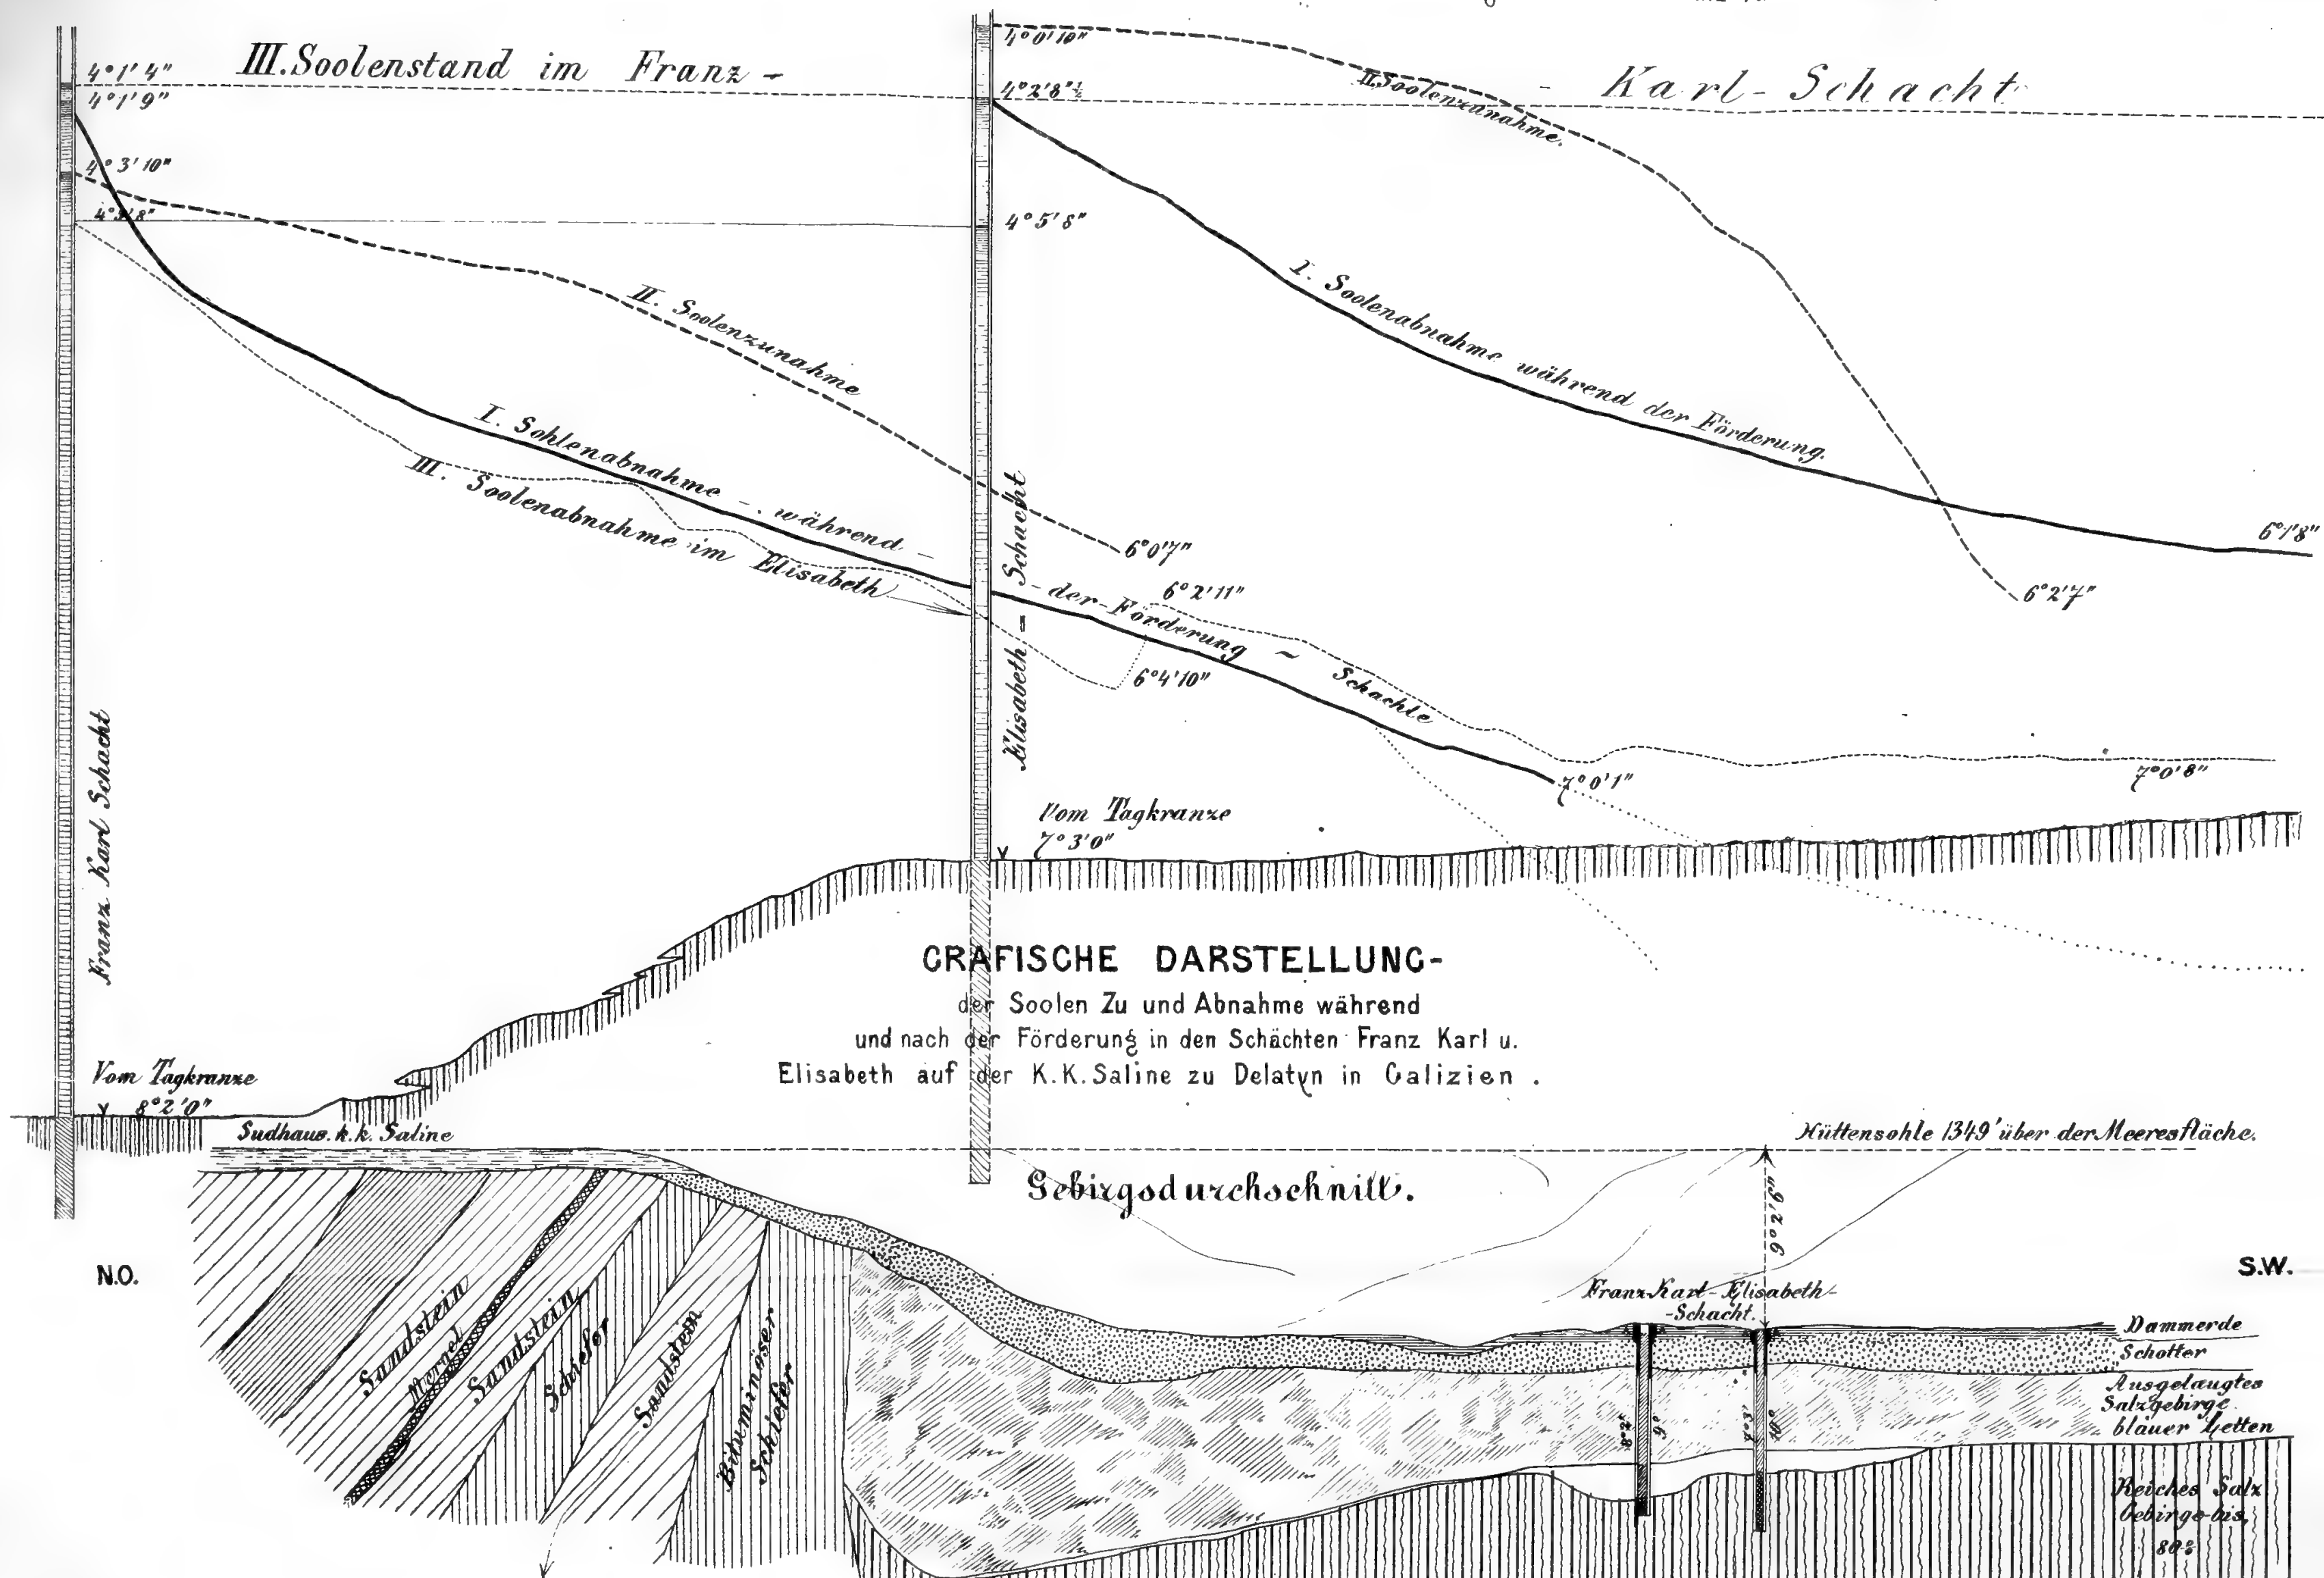 III. Soolenstand im Franz -
- Karl - Schacht
4° 1' 4"
4° 1' 9"
4° 3' 10"
4° 0' 10"
4° 2' 8" ½
4° 5' 8"
II. Soolenzunahme.
II. Soolenzunahme
I. Soolenabnahme während der Förderung.
I. Sohlenabnahme - während -
- der - Förderung ~
III. Soolenabnahme im Elisabeth
Schachte
6° 0' 7"
6° 2' 11"
6° 4' 10"
6° 1' 8"
6° 2' 7"
7° 0' 1"
7° 0' 8"
Franz Karl Schacht
Elisabeth = Schacht
Vom Tagkranze
7° 3' 0"
Vom Tagkranze
8° 2' 0"
GRAFISCHE DARSTELLUNG-
der Soolen Zu und Abnahme während
und nach der Förderung in den Schächten Franz Karl u.
Elisabeth auf der K.K. Saline zu Delatyn in Galizien .
Sudhaus. k.k. Saline
Hüttensohle 1349' über der Meeresfläche.
Gebirgsdurchschnitt.
N.O.
S.W.
Franz-Karl - Elisabeth-
-Schacht.
Sandstein
Mergel
Sandstein
Schiefer
Sandstein
Bituminöser
Schiefer
Dammerde
Schotter
Ausgelaugtes
Salzgebirge
blauer Letten
Reiches Salz
Gebirge bis
80°